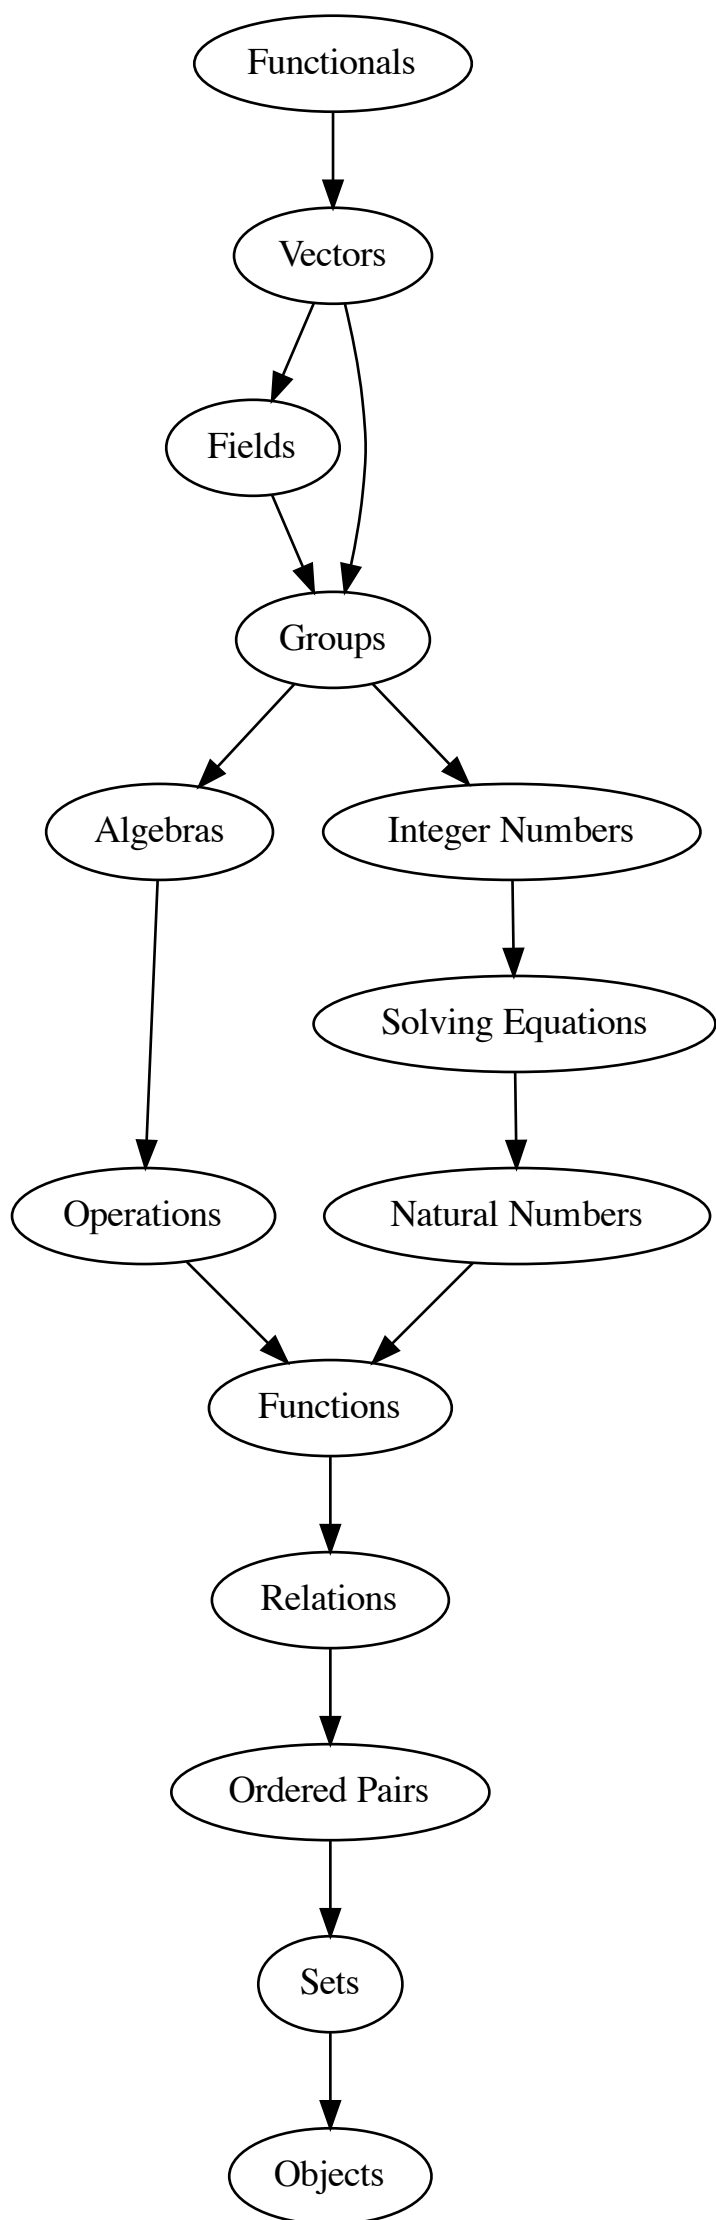 Functionals
Vectors
Fields
Groups
Algebras
Integer Numbers
Solving Equations
Operations
Natural Numbers
Functions
Relations
Ordered Pairs
Sets
Objects